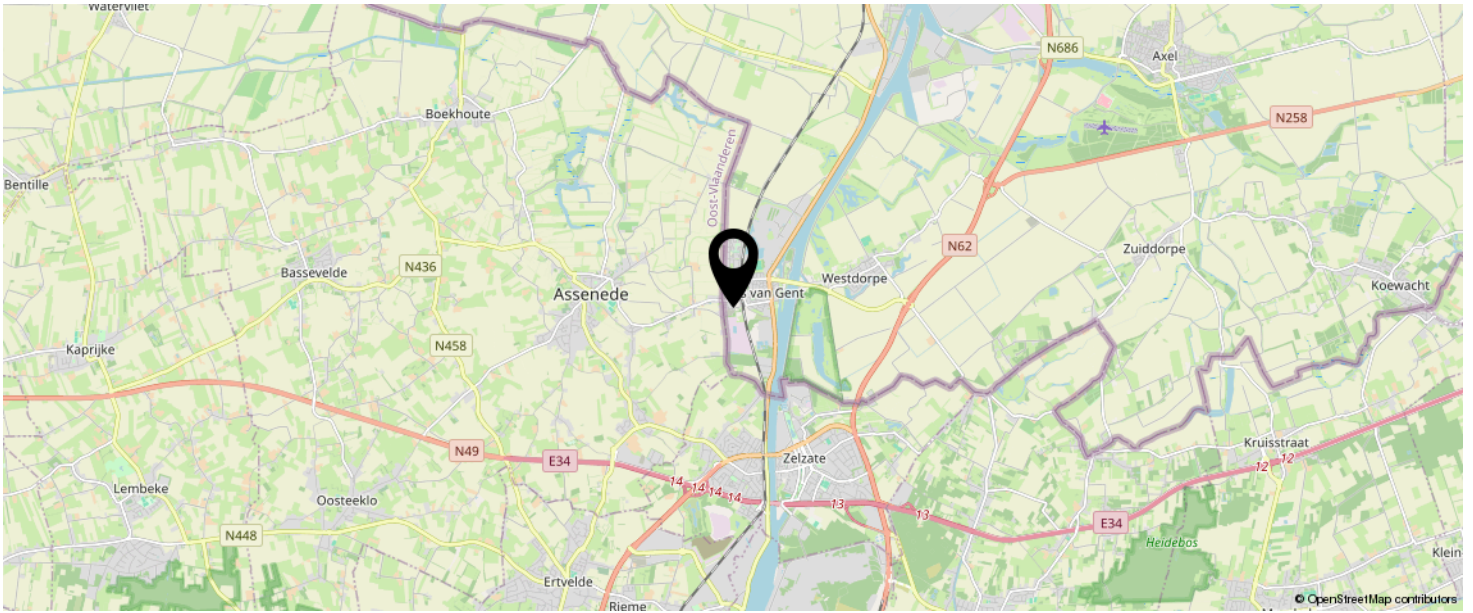 Watervliet
N686
Axel
Boekhoute
N258
Oost-Vlaanderen
Bentille
N62
Westdorpe
Zuiddorpe
Bassevelde
N436
s van Gent
Koewacht
Assenede
N458
Kaprijke
N49
E34
Zelzate
Kruisstraat
12
12
14
14
14
14
Lembeke
Oosteeklo
13
13
E34
N448
Heidebos
Klein
Ertvelde
Rieme
© OpenStreetMap contributors